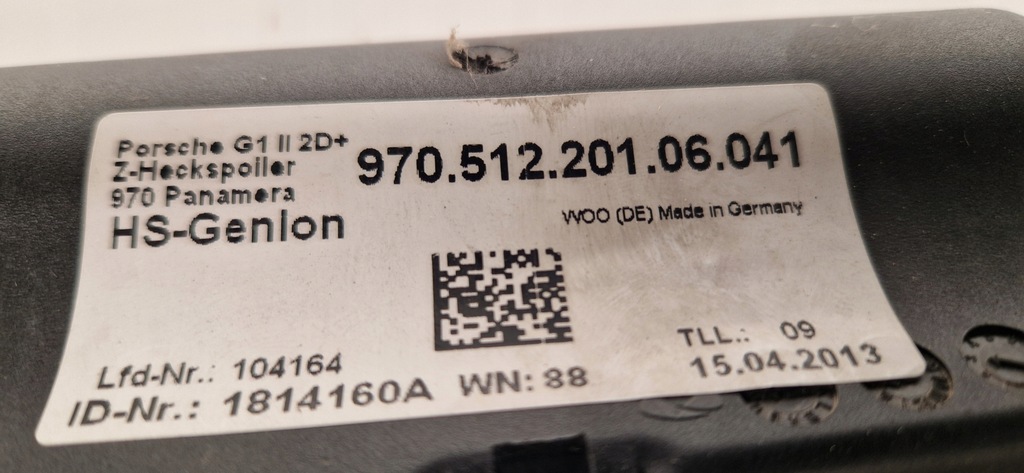 Porsche G1 II 2D+
Z-Heckspoiler
970 Panamera
HS-Genion
970.512.201.06.041
WOO (DE) Made in Germany
Lfd-Nr.: 104164
ID-Nr.: 1814160A WN: 88
TLL.: 09
15.04.2013